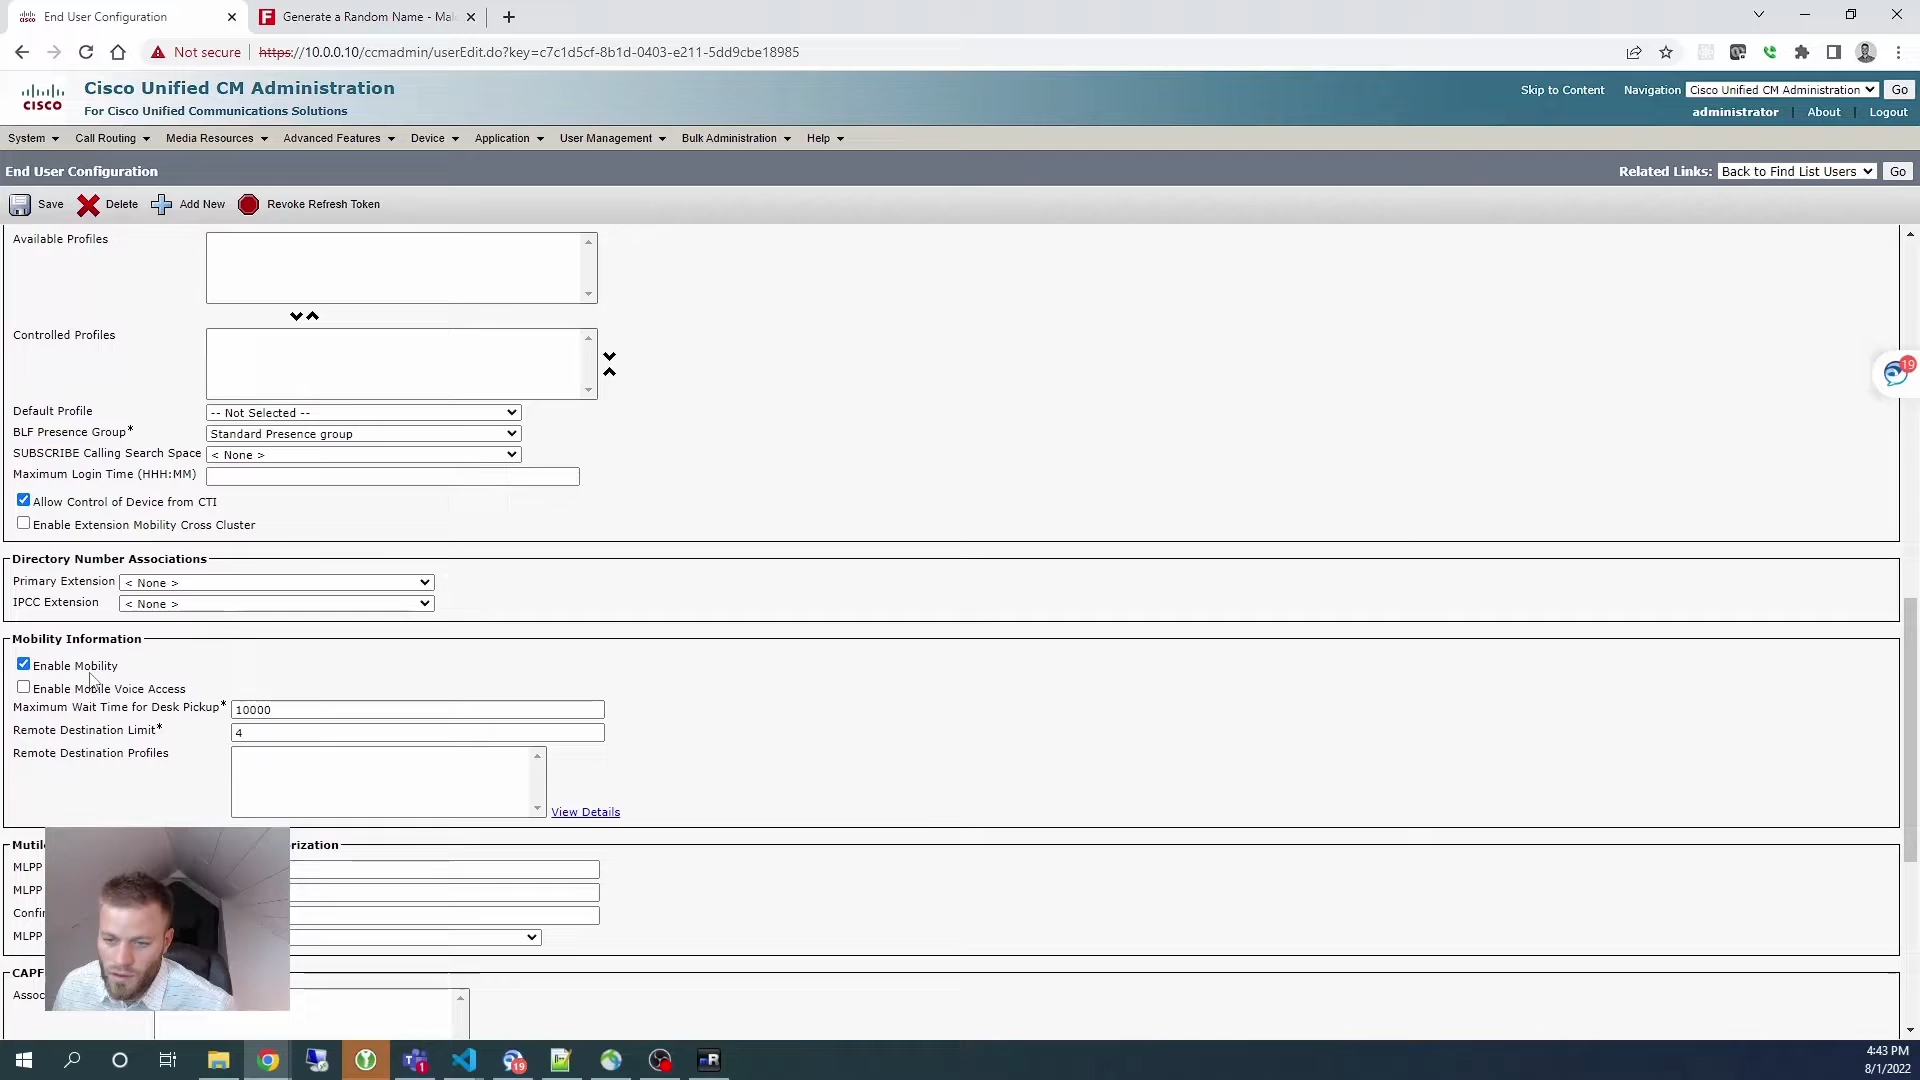 End User Configuration
Generate a Random Name - Mak
Not secure
https://10.0.0.10/ccmadmin/userEdit.do?key=c7c1d5cf-8b1d-0403-e211-5dd9cbe18985
CISCO
Cisco Unified CM Administration
For Cisco Unified Communications Solutions
Skip to Content
Navigation
Cisco Unified CM Administration
Go
administrator
About
Logout
System
Call Routing
Media Resources
Advanced Features
Device
Application
User Management
Bulk Administration
Help
End User Configuration
Related Links:
Back to Find List Users
Go
Save
Delete
Add New
Revoke Refresh Token
Available Profiles
Controlled Profiles
19
Default Profile
-- Not Selected --
BLF Presence Group*
Standard Presence group
SUBSCRIBE Calling Search Space
< None >
Maximum Login Time (HHH:MM)
Allow Control of Device from CTI
Enable Extension Mobility Cross Cluster
Directory Number Associations
Primary Extension
< None >
IPCC Extension
< None >
Mobility Information
Enable Mobility
Enable Mobile Voice Access
Maximum Wait Time for Desk Pickup*
10000
Remote Destination Limit*
4
Remote Destination Profiles
View Details
MLPP
MLPP
MLPP
CAPF
4:43 PM
8/1/2022